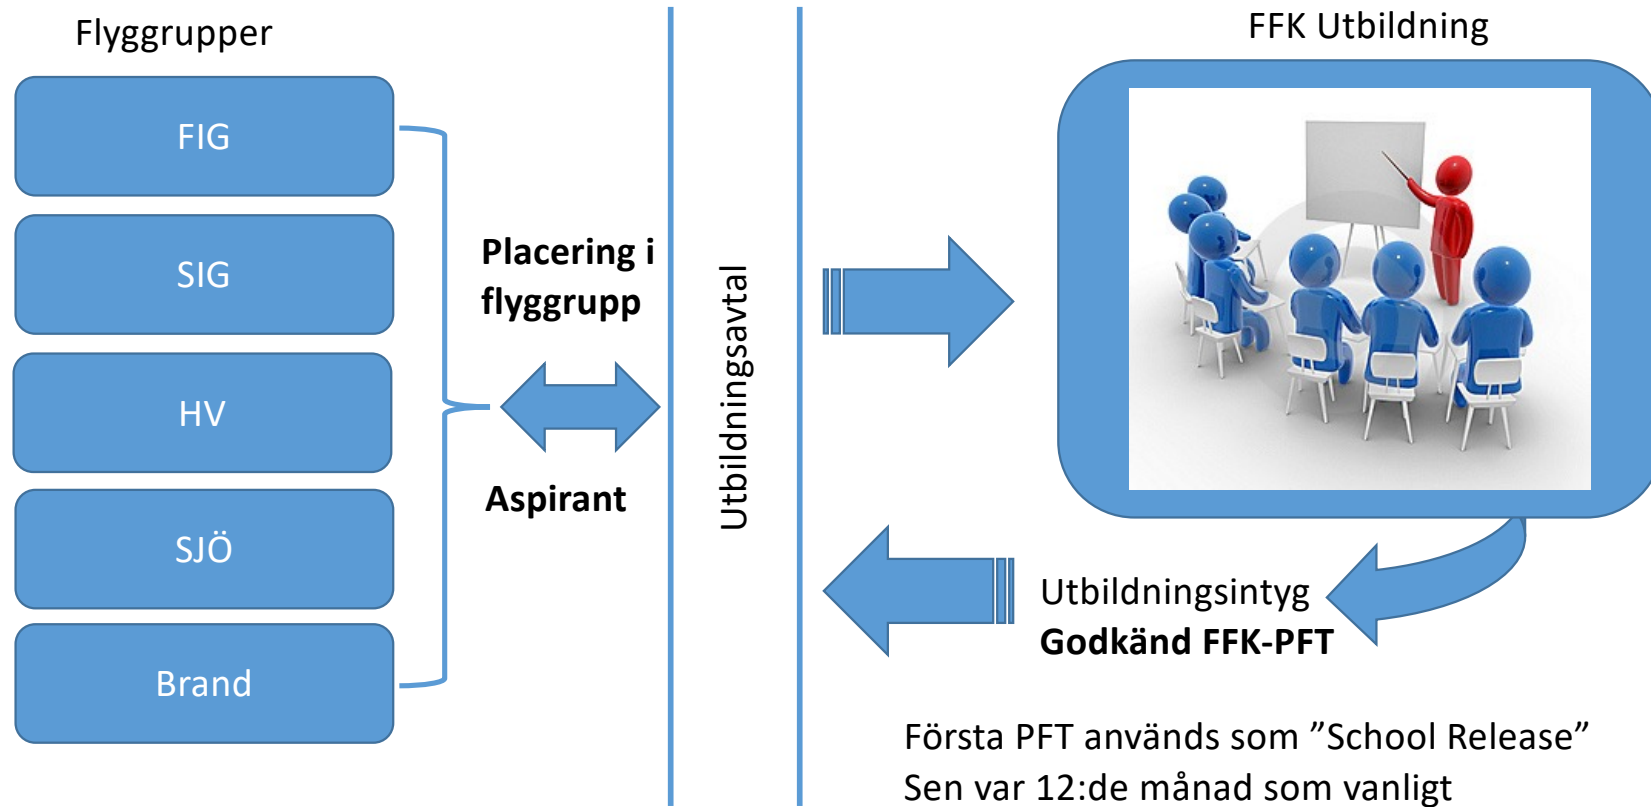 Flyggrupper
FIG
SIG
HV
SJÖ
Brand
Placering i
flyggrupp
Aspirant
Utbildningsavtal
FFK Utbildning
Utbildningsintyg
Godkänd FFK-PFT
Första PFT används som ”School Release”
Sen var 12:de månad som vanligt